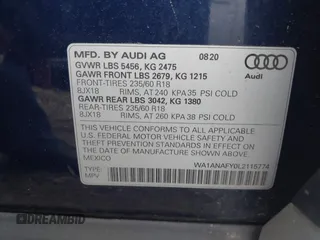 MFD. BY AUDI AG 08 20
GVWR LBS 5456, KG 2475
GAWR FRONT LBS 2679, KG 1215
FRONT-TIRES 235/60 R18
8JX18 RIMS, AT 240 KPA 35 PSI COLD
GAWR REAR LBS 3042, KG 1380
REAR-TIRES 235/60 R18
8JX18 RIMS, AT 260 KPA 38 PSI COLD
Audi
THIS VEHICLE CONFORMS TO ALL APPLICABLE
U.S. FEDERAL MOTOR VEHICLE SAFETY AND
THEFT PREVENTION STANDARDS IN EFFECT ON
THE DATE OF MANUFACTURE SHOWN ABOVE.
MEXICO
TYPE: WA1ANAFY6L2115774
MPV